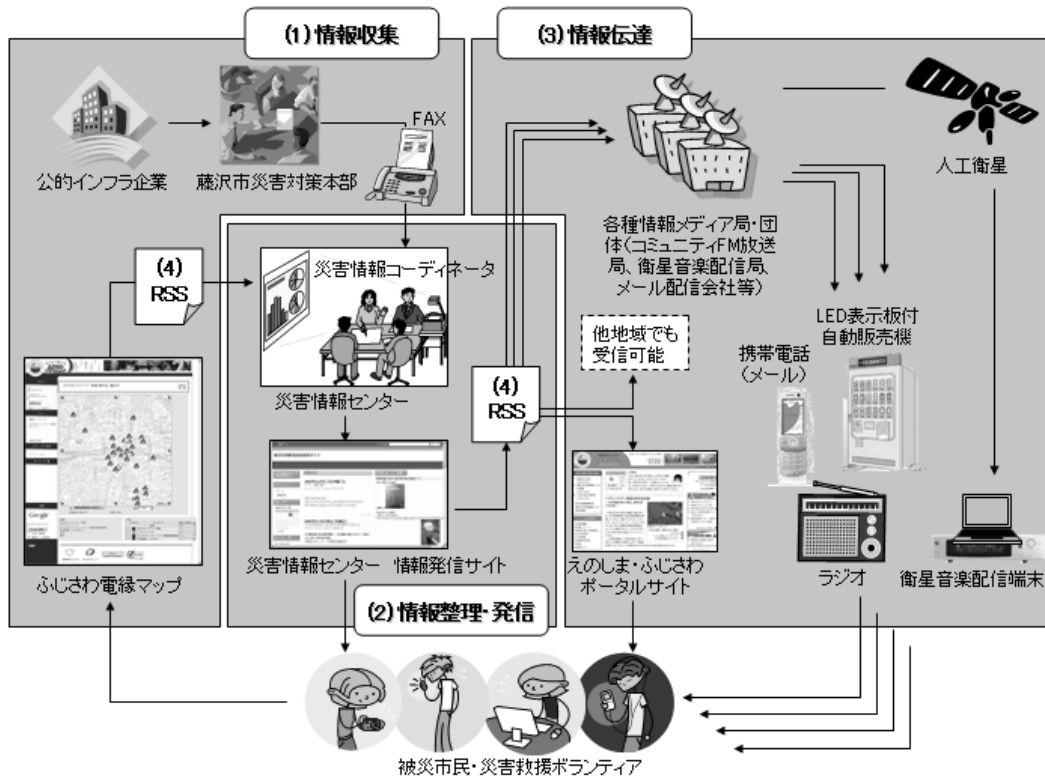 (1)情報収集
(3)情報伝達
FAX
公的インフラ企業
藤沢市災害対策本部
人工衛星
各種情報メディア局・団
体(コミュニティFM放送
局、衛星音楽配信局、
メール配信会社等)
(4)
RSS
災害情報コーディネータ
災害情報センター
他地域でも
受信可能
(4)
RSS
LED表示板付
自動販売機
携帯電話
(メール)
Google
ふじさわ電縁マップ
災害情報センター 情報発信サイト
えのしま・ふじさわ
ポータルサイト
ラジオ
衛星音楽配信端末
(2)情報整理・発信
被災市民・災害救援ボランティア